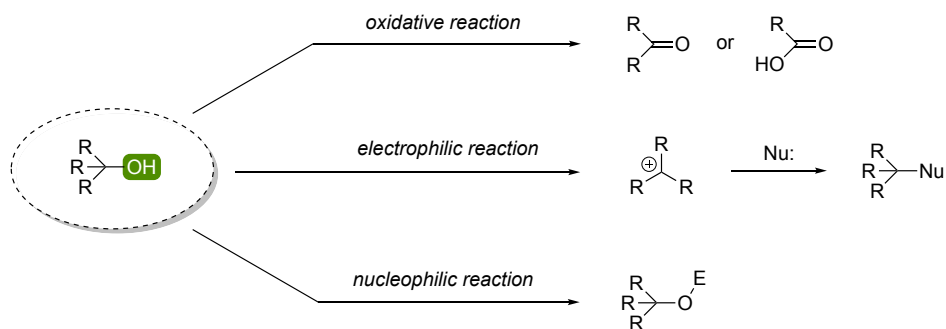 oxidative reaction
R
R
O
or
R
HO
O
R
R
R
OH
electrophilic reaction
R
⊕
R
R
Nu:
R
R
R
Nu
nucleophilic reaction
R
R
R
O
E